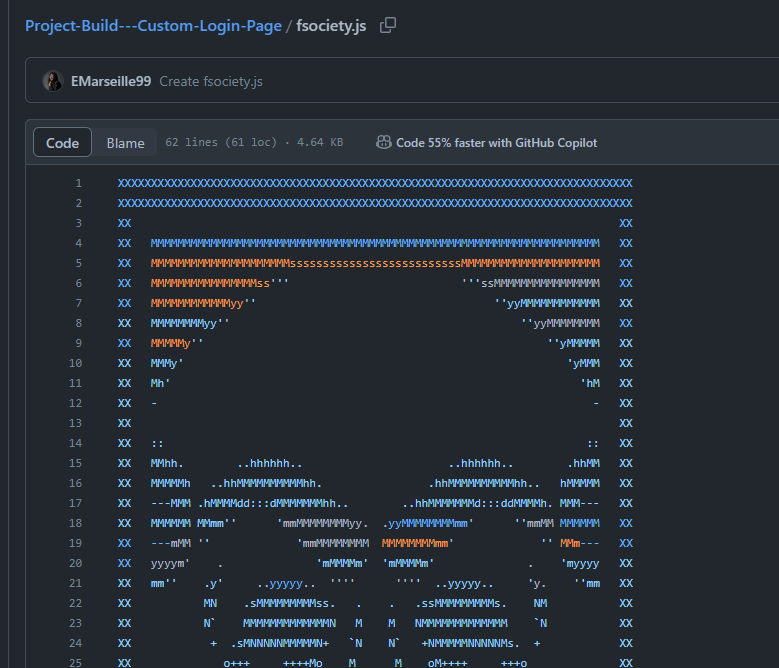 Project-Build---Custom-Login-Page / fsociety.js
EMarseille99 Create fsociety.js
Code Blame 62 lines (61 loc) · 4.64 KB Code 55% faster with GitHub Copilot
1 XXXXXXXXXXXXXXXXXXXXXXXXXXXXXXXXXXXXXXXXXXXXXXXXXXXXXXXXXXXXXXXXXXXXXXXXXXXXXX
2 XXXXXXXXXXXXXXXXXXXXXXXXXXXXXXXXXXXXXXXXXXXXXXXXXXXXXXXXXXXXXXXXXXXXXXXXXXXXXX
3 XX                                                                          XX
4 XX   MMMMMMMMMMMMMMMMMMMMMMMMMMMMMMMMMMMMMMMMMMMMMMMMMMMMMMMMMMMMMMMMMMMM   XX
5 XX   MMMMMMMMMMMMMMMMMMMMMssssssssssssssssssssssssssMMMMMMMMMMMMMMMMMMMMM   XX
6 XX   MMMMMMMMMMMMMMMMss'''                          '''ssMMMMMMMMMMMMMMMM   XX
7 XX   MMMMMMMMMMMMyy''                                    ''yyMMMMMMMMMMMM   XX
8 XX   MMMMMMMMyy''                                            ''yyMMMMMMMM   XX
9 XX   MMMMMy''                                                    ''yMMMMM   XX
10 XX   MMMy'                                                          'yMMM   XX
11 XX   Mh'                                                              'hM   XX
12 XX   -                                                                  -   XX
13 XX                                                                          XX
14 XX   ::                                                                ::   XX
15 XX   MMhh.        ..hhhhhh..                      ..hhhhhh..        .hhMM   XX
16 XX   MMMMMh   ..hhMMMMMMMMMMhh.                .hhMMMMMMMMMMhh..   hMMMMM   XX
17 XX   ---MMM .hMMMMdd:::dMMMMMMMhh..        ..hhMMMMMMMd:::ddMMMMh. MMM---   XX
18 XX   MMMMMM MMmm''      'mmMMMMMMMMyy.  .yyMMMMMMMMmm'      ''mmMM MMMMMM   XX
19 XX   ---mMM ''             'mmMMMMMMMM  MMMMMMMMmm'             '' MMm---   XX
20 XX   yyyym'    .              'mMMMMm'  'mMMMMm'              .    'myyyy   XX
21 XX   mm''    .y'     ..yyyyy..  ''''      ''''  ..yyyyy..     'y.    ''mm   XX
22 XX           MN    .sMMMMMMMMMss.   .    .   .ssMMMMMMMMMs.    NM           XX
23 XX           N`    MMMMMMMMMMMMMN   M    M   NMMMMMMMMMMMMM    `N           XX
24 XX            +  .sMNNNNNMMMMMN+   `N    N`   +NMMMMMNNNNNMs.  +            XX
25 XX              o+++     ++++Mo    M      M    oM++++     +++o              XX